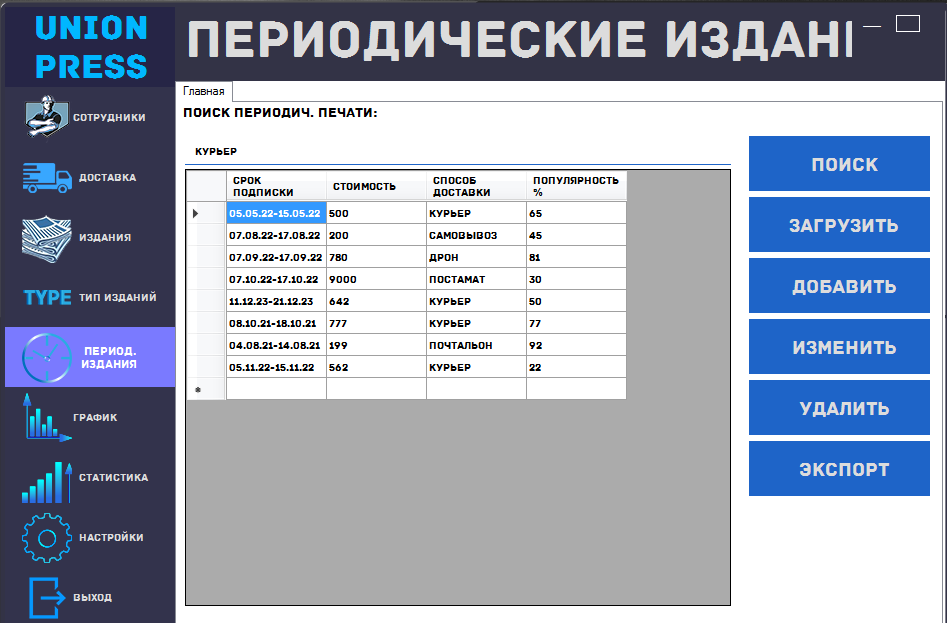 UNION
PRESS
ПЕРИОДИЧЕСКИЕ ИЗДАН
СОТРУДНИКИ
ДОСТАВКА
ИЗДАНИЯ
TYPE ТИП ИЗДАНИЙ
ПЕРИОД.
ИЗДАНИЯ
ГРАФИК
СТАТИСТИКА
НАСТРОЙКИ
ВЫХОД
Главная
ПОИСК ПЕРИОДИЧ. ПЕЧАТИ:
КУРЬЕР
СРОК ПОДПИСКИ СТОИМОСТЬ СПОСОБ ДОСТАВКИ ПОПУЛЯРНОСТЬ %
05.05.22-15.05.22 500 КУРЬЕР 65
07.08.22-17.08.22 200 САМОВЫВОЗ 45
07.09.22-17.09.22 780 ДРОН 81
07.10.22-17.10.22 9000 ПОСТАМАТ 30
11.12.23-21.12.23 642 КУРЬЕР 50
08.10.21-18.10.21 777 КУРЬЕР 77
04.08.21-14.08.21 199 ПОЧТАЛЬОН 92
05.11.22-15.11.22 562 КУРЬЕР 22
ПОИСК
ЗАГРУЗИТЬ
ДОБАВИТЬ
ИЗМЕНИТЬ
УДАЛИТЬ
ЭКСПОРТ